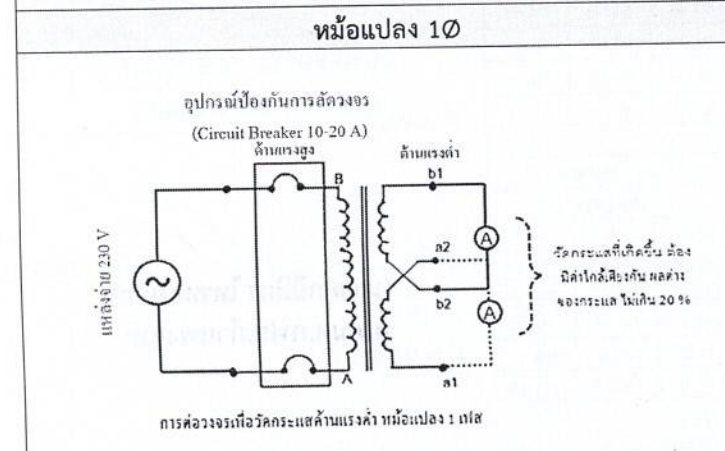 หม้อแปลง 1Ø
อุปกรณ์ป้องกันการลัดวงจร
(Circuit Breaker 10-20 A)
ด้านแรงสูง
ด้านแรงต่ำ
B
b1
แหล่งจ่าย 230 V
A
a2
b2
A
วัดกระแสที่เกิดขึ้น ต้อง
มีค่าใกล้เคียงกัน ผลต่าง
ของกระแส ไม่เกิน 20 %
A
a1
การต่อวงจรเพื่อวัดกระแสด้านแรงต่ำ หม้อแปลง 1 เฟส